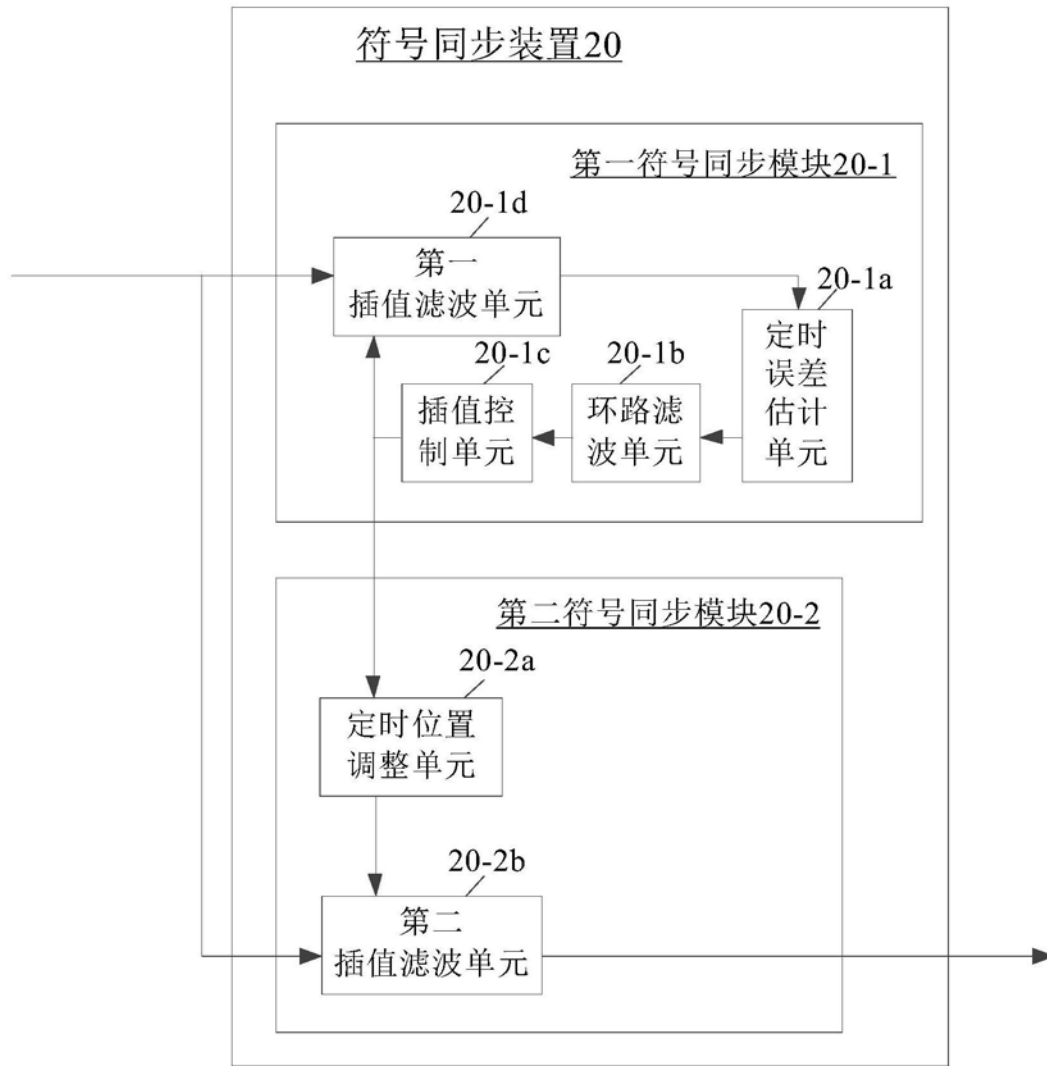 符号同步装置20
第一符号同步模块20-1
20-1d
第一
插值滤波单元
20-1a
定时
误差
估计
单元
20-1b
环路滤
波单元
20-1c
插值控
制单元
第二符号同步模块20-2
20-2a
定时位置
调整单元
20-2b
第二
插值滤波单元